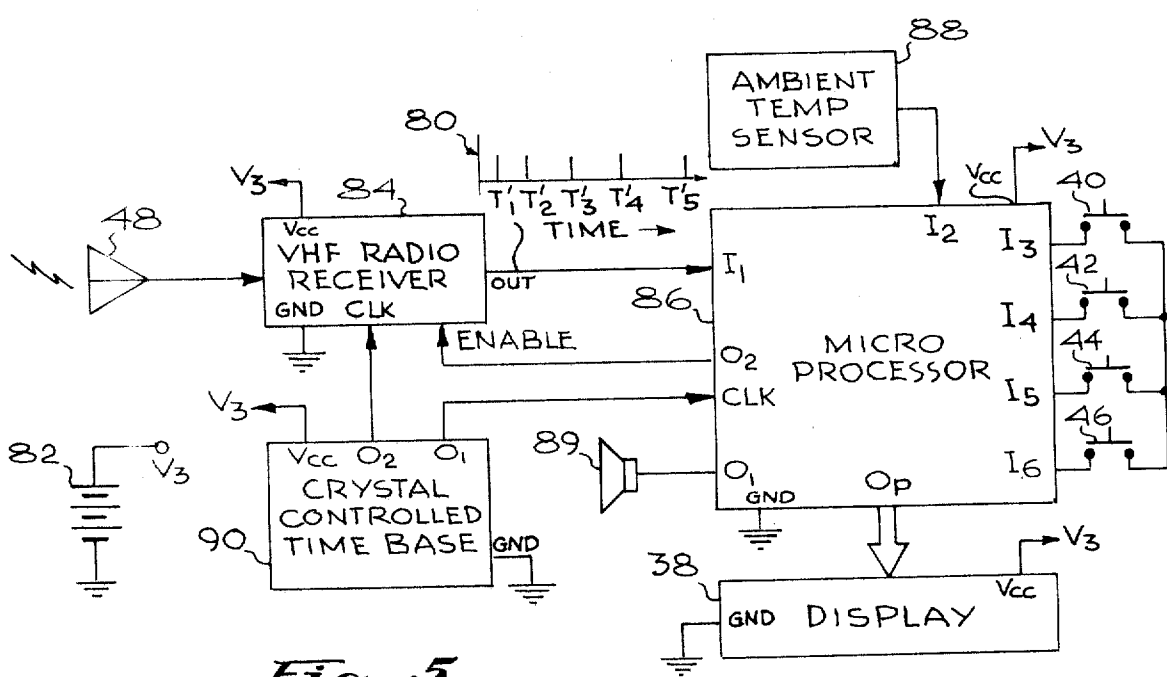 88
AMBIENT
TEMP
SENSOR
80
T'1 T'2 T'3 T'4 T'5
TIME →
V3
84
48
Vcc
VHF RADIO
RECEIVER
GND CLK
OUT
ENABLE
V3
Vcc
40
I2
I3
I1
86
42
I4
MICRO
PROCESSOR
O2
CLK
44
I5
46
I6
V3
82
V3
Vcc O2 O1
CRYSTAL
CONTROLLED
TIME BASE
GND
90
89
O1
GND
Op
38
V3
Vcc
GND
DISPLAY
Fig. 5